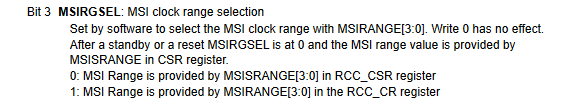 Bit 3 MSIRGSEL: MSI clock range selection
Set by software to select the MSI clock range with MSIRANGE[3:0]. Write 0 has no effect.
After a standby or a reset MSIRGSEL is at 0 and the MSI range value is provided by
MSISRANGE in CSR register.
0: MSI Range is provided by MSISRANGE[3:0] in RCC_CSR register
1: MSI Range is provided by MSIRANGE[3:0] in the RCC_CR register